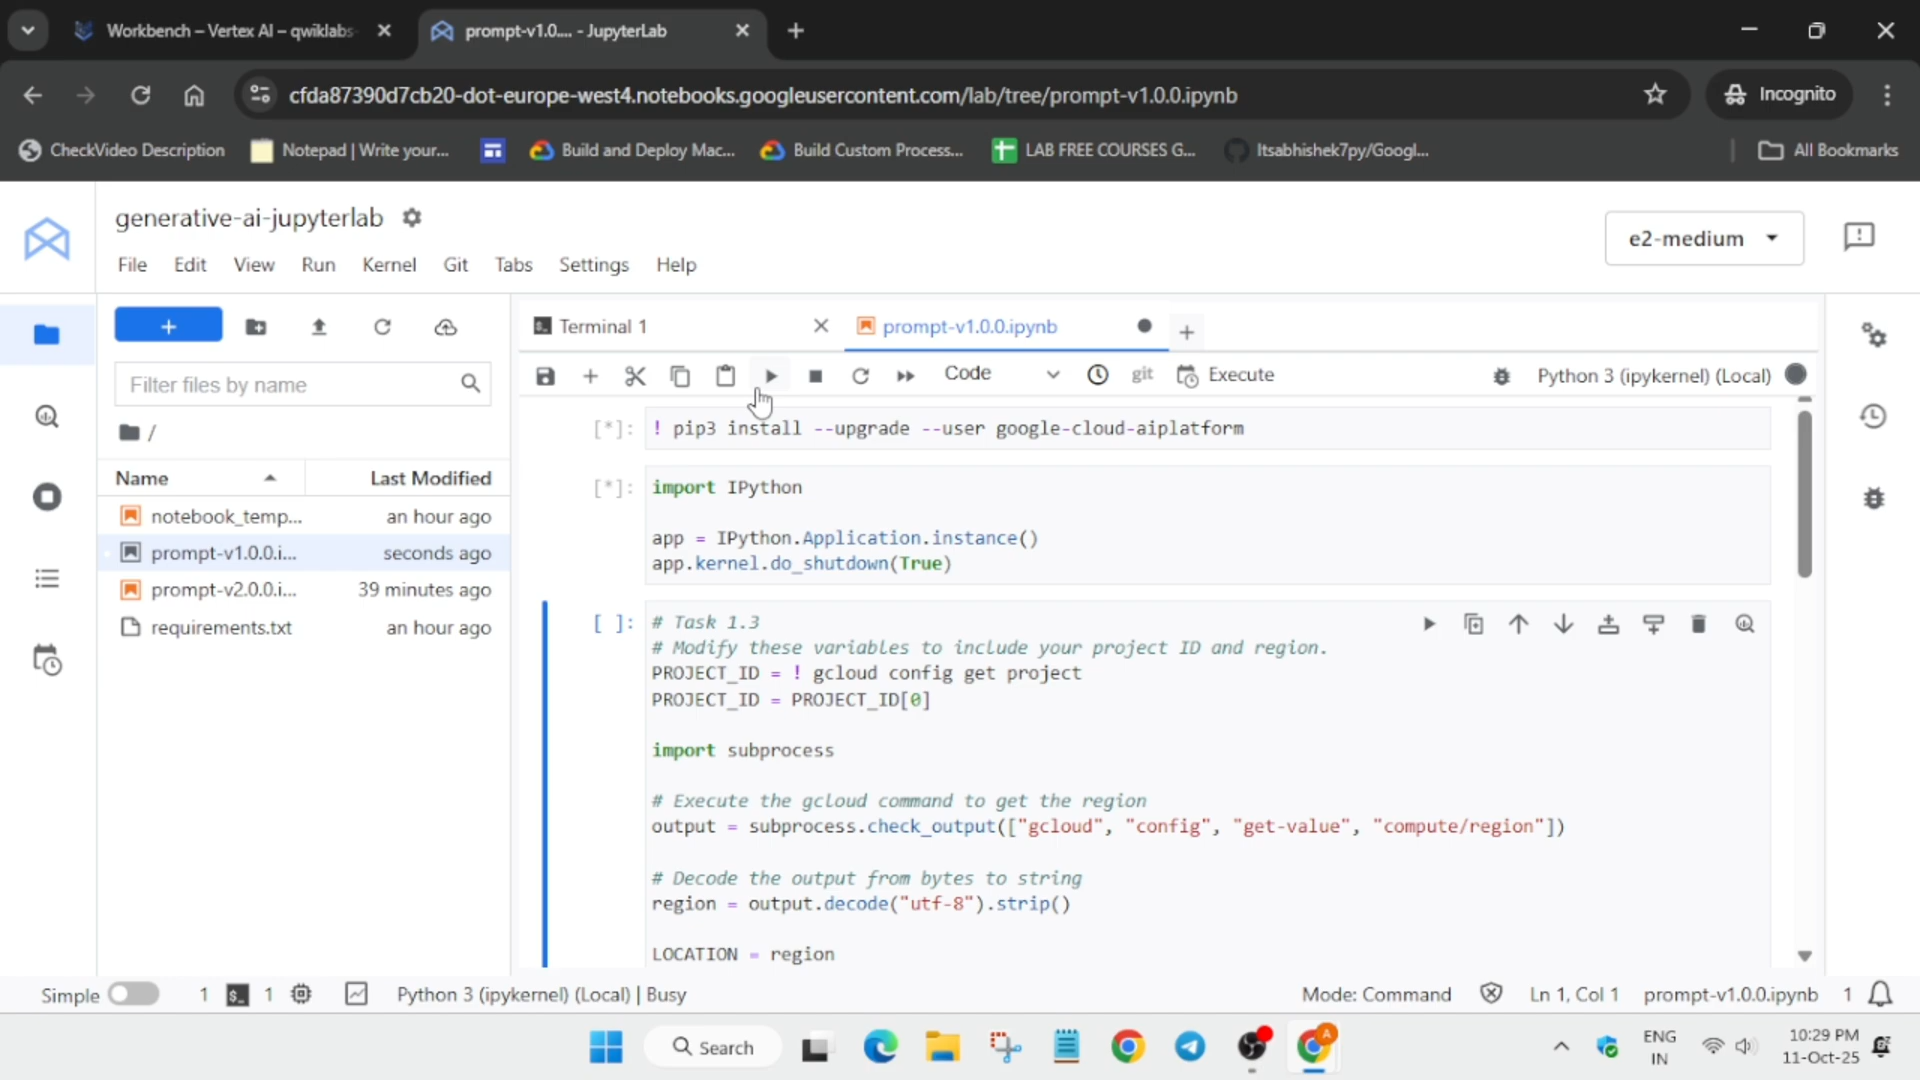 Workbench – Vertex AI – qwiklabs-
prompt-v1.0.... - JupyterLab
cfda87390d7cb20-dot-europe-west4.notebooks.googleusercontent.com/lab/tree/prompt-v1.0.0.ipynb
Incognito
CheckVideo Description
Notepad | Write your...
Build and Deploy Mac...
Build Custom Process...
LAB FREE COURSES G...
Itsabhishek7py/Googl...
All Bookmarks
generative-ai-jupyterlab
e2-medium
File Edit View Run Kernel Git Tabs Settings Help
Terminal 1
prompt-v1.0.0.ipynb
Filter files by name
Code
git
Execute
Python 3 (ipykernel) (Local)
/
Name Last Modified
notebook_temp... an hour ago
prompt-v1.0.0.i... seconds ago
prompt-v2.0.0.i... 39 minutes ago
requirements.txt an hour ago
[*]: ! pip3 install --upgrade --user google-cloud-aiplatform
[*]: import IPython
app = IPython.Application.instance()
app.kernel.do_shutdown(True)
[ ]: # Task 1.3
# Modify these variables to include your project ID and region.
PROJECT_ID = ! gcloud config get project
PROJECT_ID = PROJECT_ID[0]
import subprocess
# Execute the gcloud command to get the region
output = subprocess.check_output(["gcloud", "config", "get-value", "compute/region"])
# Decode the output from bytes to string
region = output.decode("utf-8").strip()
LOCATION = region
Simple 1 1 Python 3 (ipykernel) (Local) | Busy
Mode: Command Ln 1, Col 1 prompt-v1.0.0.ipynb 1
Search
A
ENG
IN
10:29 PM
11-Oct-25